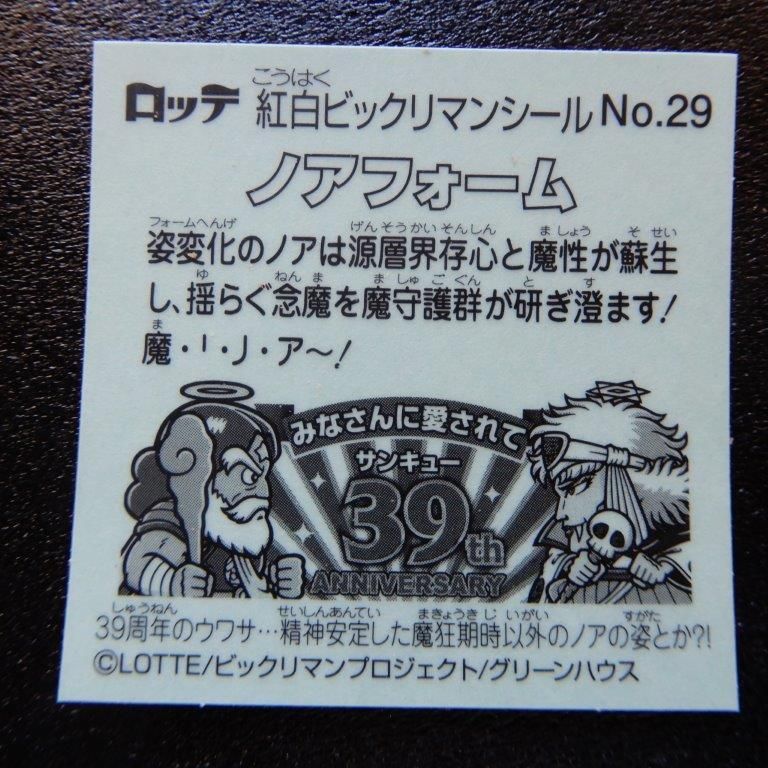 ロッテ 紅白ビックリマンシール No.29
こうはく
ノアフォーム
フォームへんげ げんそうかいそんしん ましょう そせい
姿変化のノアは源層界存心と魔性が蘇生
ゆ ねんま ましゅごぐん と す
し、揺らぐ念魔を魔守護群が研ぎ澄ます!
ま
魔・I・J・ア〜!
みなさんに愛されて
サンキュー
39th
ANNIVERSARY
しゅうねん せいしんあんてい まきょうきじいがい すがた
39周年のウワサ…精神安定した魔狂期時以外のノアの姿とか?!
©LOTTE/ビックリマンプロジェクト/グリーンハウス